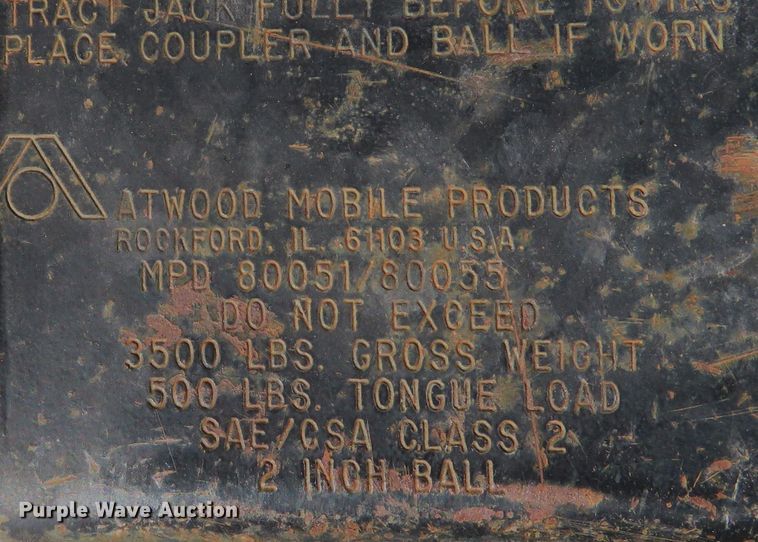 TRACT JACK FULLY BEFORE TOWING
PLACE COUPLER AND BALL IF WORN
ATWOOD MOBILE PRODUCTS
ROCKFORD, IL. 61103 U.S.A.
MPD 80051/80055
DO NOT EXCEED
3500 LBS. GROSS WEIGHT
500 LBS. TONGUE LOAD
SAE/CSA CLASS 2
2 INCH BALL
Purple Wave Auction